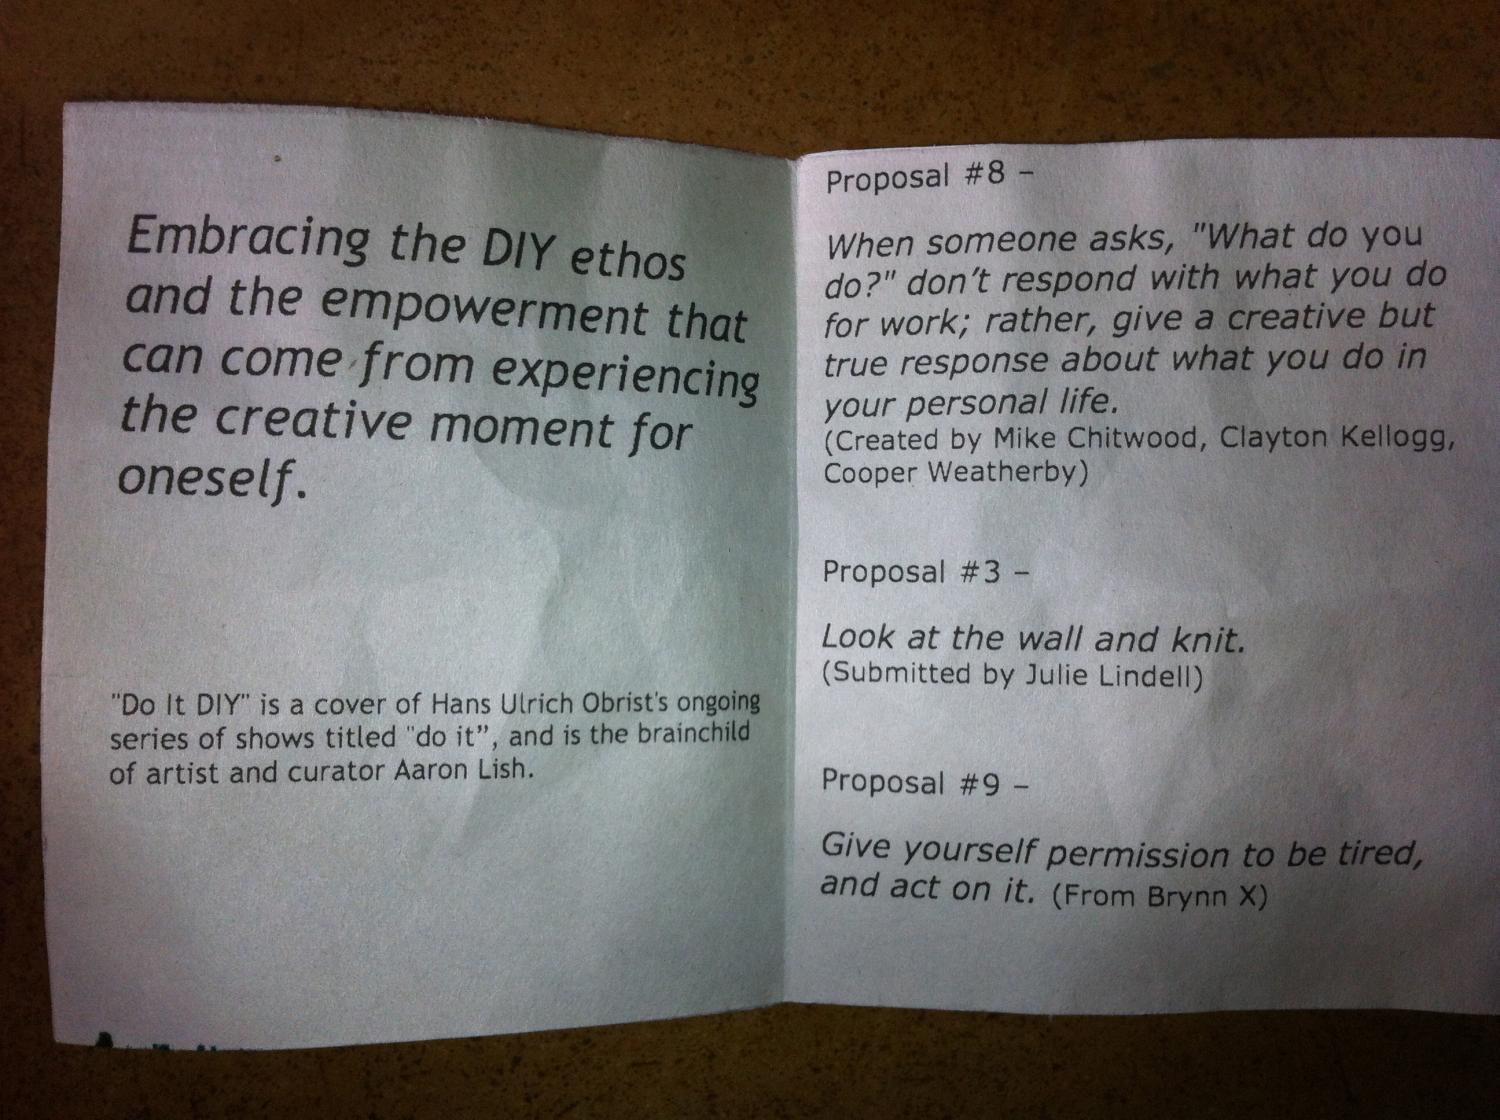 Embracing the DIY ethos
and the empowerment that
can come from experiencing
the creative moment for
oneself.
"Do It DIY" is a cover of Hans Ulrich Obrist's ongoing
series of shows titled "do it”, and is the brainchild
of artist and curator Aaron Lish.
Proposal #8 –
When someone asks, "What do you
do?" don’t respond with what you do
for work; rather, give a creative but
true response about what you do in
your personal life.
(Created by Mike Chitwood, Clayton Kellogg,
Cooper Weatherby)
Proposal #3 –
Look at the wall and knit.
(Submitted by Julie Lindell)
Proposal #9 –
Give yourself permission to be tired,
and act on it. (From Brynn X)